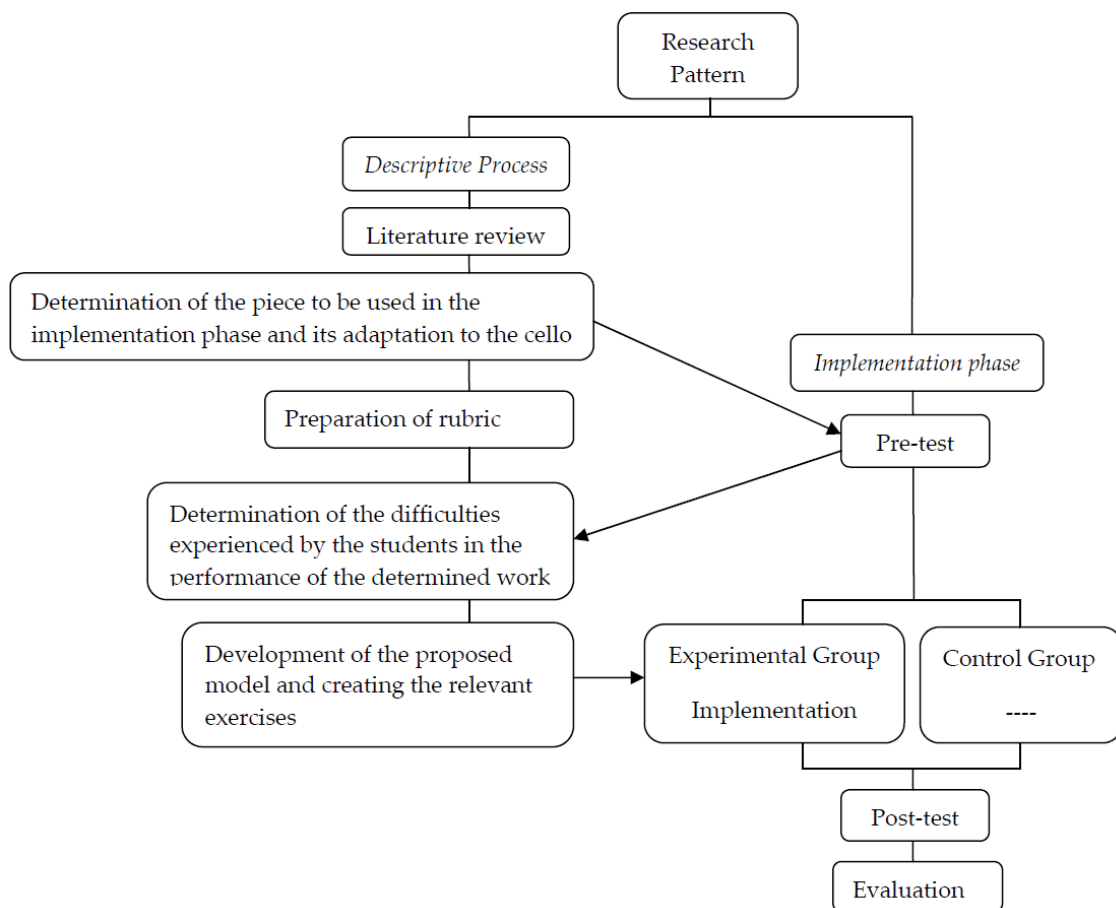 Research
Pattern
Descriptive Process
Literature review
Determination of the piece to be used in the
implementation phase and its adaptation to the cello
Implementation phase
Preparation of rubric
Pre-test
Determination of the difficulties
experienced by the students in the
performance of the determined work
Development of the proposed
model and creating the relevant
exercises
Experimental Group
Implementation
Control Group
----
Post-test
Evaluation